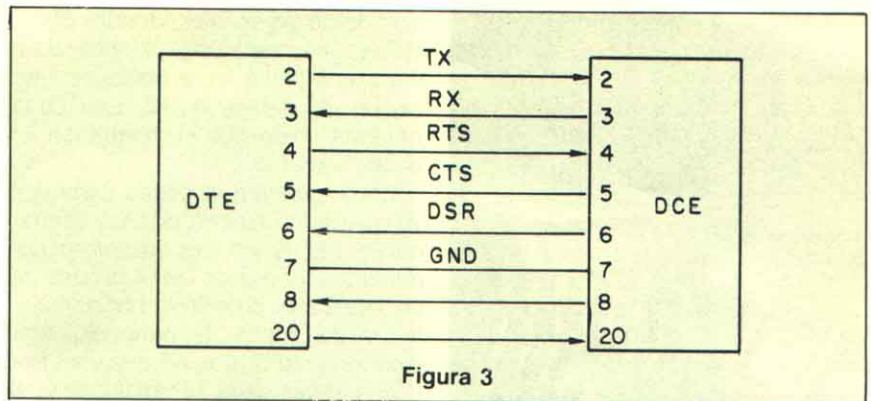 TX
2 2
RX
3 3
RTS
4 4
CTS
5 5
DTE DCE
DSR
6 6
GND
7 7
8 8
20 20
Figura 3